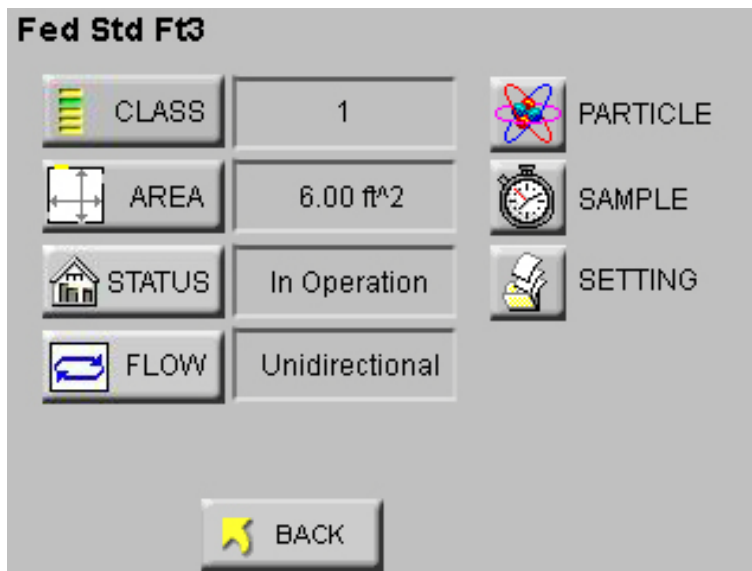 Fed Std Ft3
CLASS 1 PARTICLE
AREA 6.00 ft^2 SAMPLE
STATUS In Operation SETTING
FLOW Unidirectional
BACK